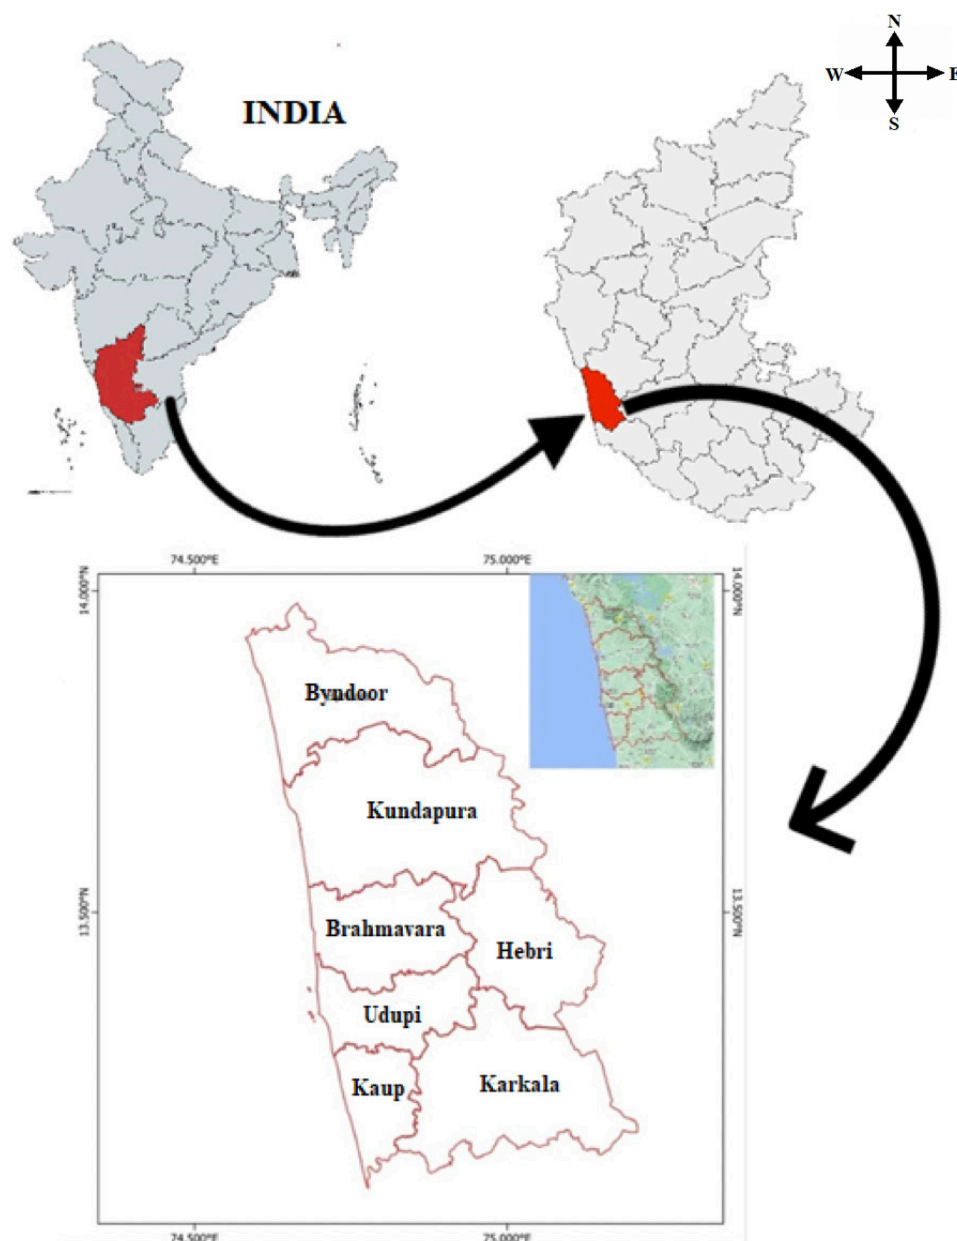 N
INDIA
W E
S
74.500°E 75.000°E
14.000°N 14.000°N
Byndoor
Kundapura
13.500°N 13.500°N
Brahmavara
Hebri
Udupi
Kaup
Karkala
74.500°E 75.000°E